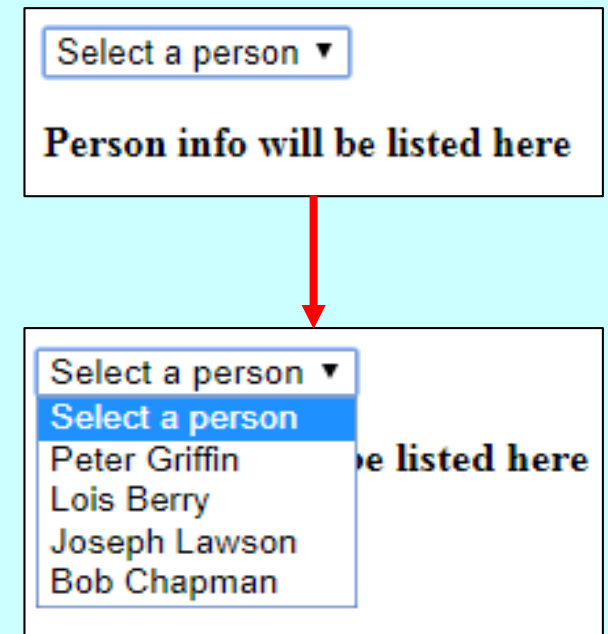 Select a person ▼
Person info will be listed here
Select a person ▼
Select a person
Peter Griffin
e listed here
Lois Berry
Joseph Lawson
Bob Chapman